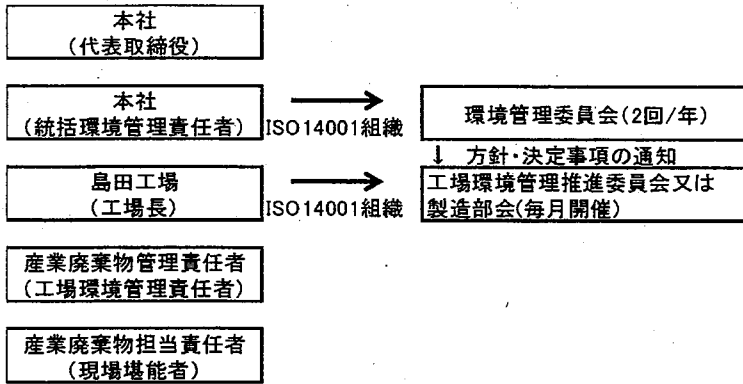 本社
(代表取締役)
本社
(統括環境管理責任者)
ISO14001組織
環境管理委員会(2回/年)
↓ 方針・決定事項の通知
島田工場
(工場長)
ISO14001組織
工場環境管理推進委員会又は
製造部会(毎月開催)
産業廃棄物管理責任者
(工場環境管理責任者)
産業廃棄物担当責任者
(現場堪能者)